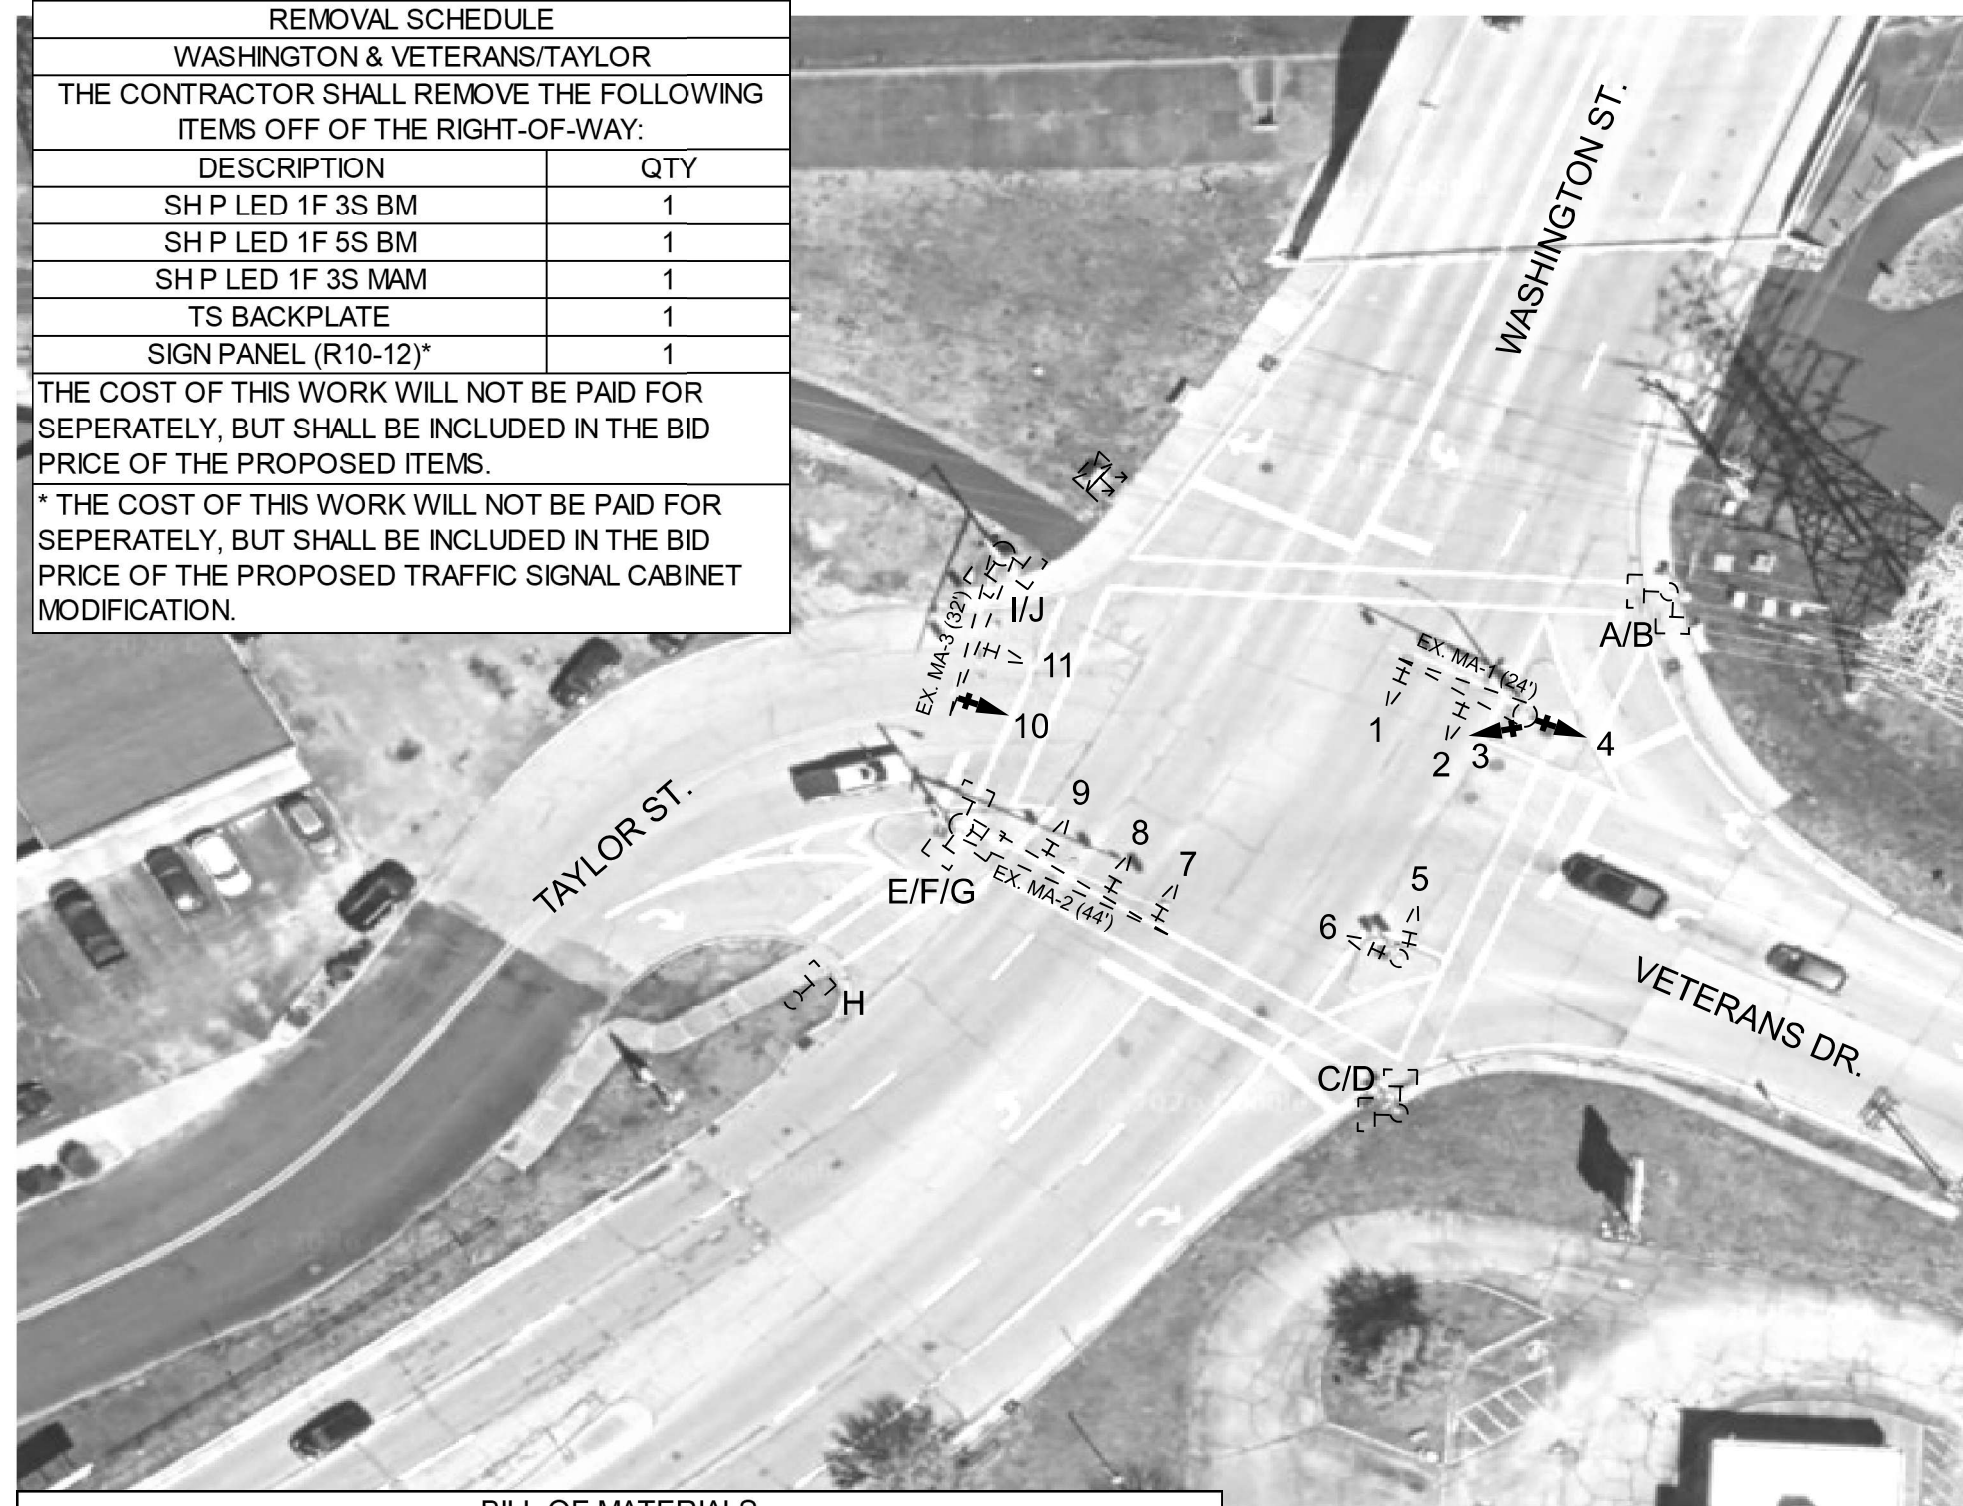 REMOVAL SCHEDULE
WASHINGTON & VETERANS/TAYLOR
THE CONTRACTOR SHALL REMOVE THE FOLLOWING
ITEMS OFF OF THE RIGHT-OF-WAY:
DESCRIPTION QTY
SH P LED 1F 3S BM 1
SH P LED 1F 5S BM 1
SH P LED 1F 3S MAM 1
TS BACKPLATE 1
SIGN PANEL (R10-12)* 1
THE COST OF THIS WORK WILL NOT BE PAID FOR
SEPERATELY, BUT SHALL BE INCLUDED IN THE BID
PRICE OF THE PROPOSED ITEMS.
* THE COST OF THIS WORK WILL NOT BE PAID FOR
SEPERATELY, BUT SHALL BE INCLUDED IN THE BID
PRICE OF THE PROPOSED TRAFFIC SIGNAL CABINET
MODIFICATION.
WASHINGTON ST.
I/J
A/B
EX. MA-3 (32')
11
10
EX. MA-1 (24')
1
2
3
4
TAYLOR ST.
9
8
7
E/F/G
EX. MA-2 (44')
5
6
H
VETERANS DR.
C/D
BILL OF MATERIALS